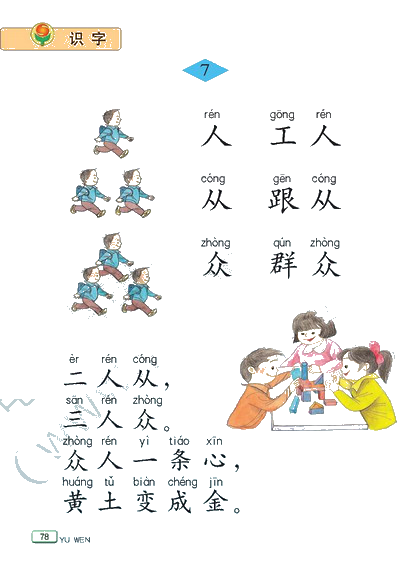 识字
7
rén gōng rén
人 工人
cóng gēn cóng
从 跟从
zhòng qún zhòng
众 群众
èr rén cóng
二人从，
sān rén zhòng
三人众。
zhòng rén yì tiáo xīn
众人一条心，
huáng tǔ biàn chéng jīn
黄土变成金。
78 YU WEN